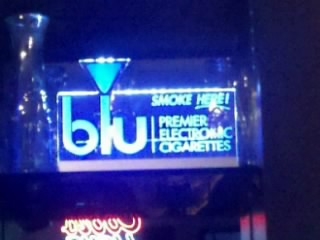 SMOKE HERE!
blu
PREMIER
ELECTRONIC
CIGARETTES